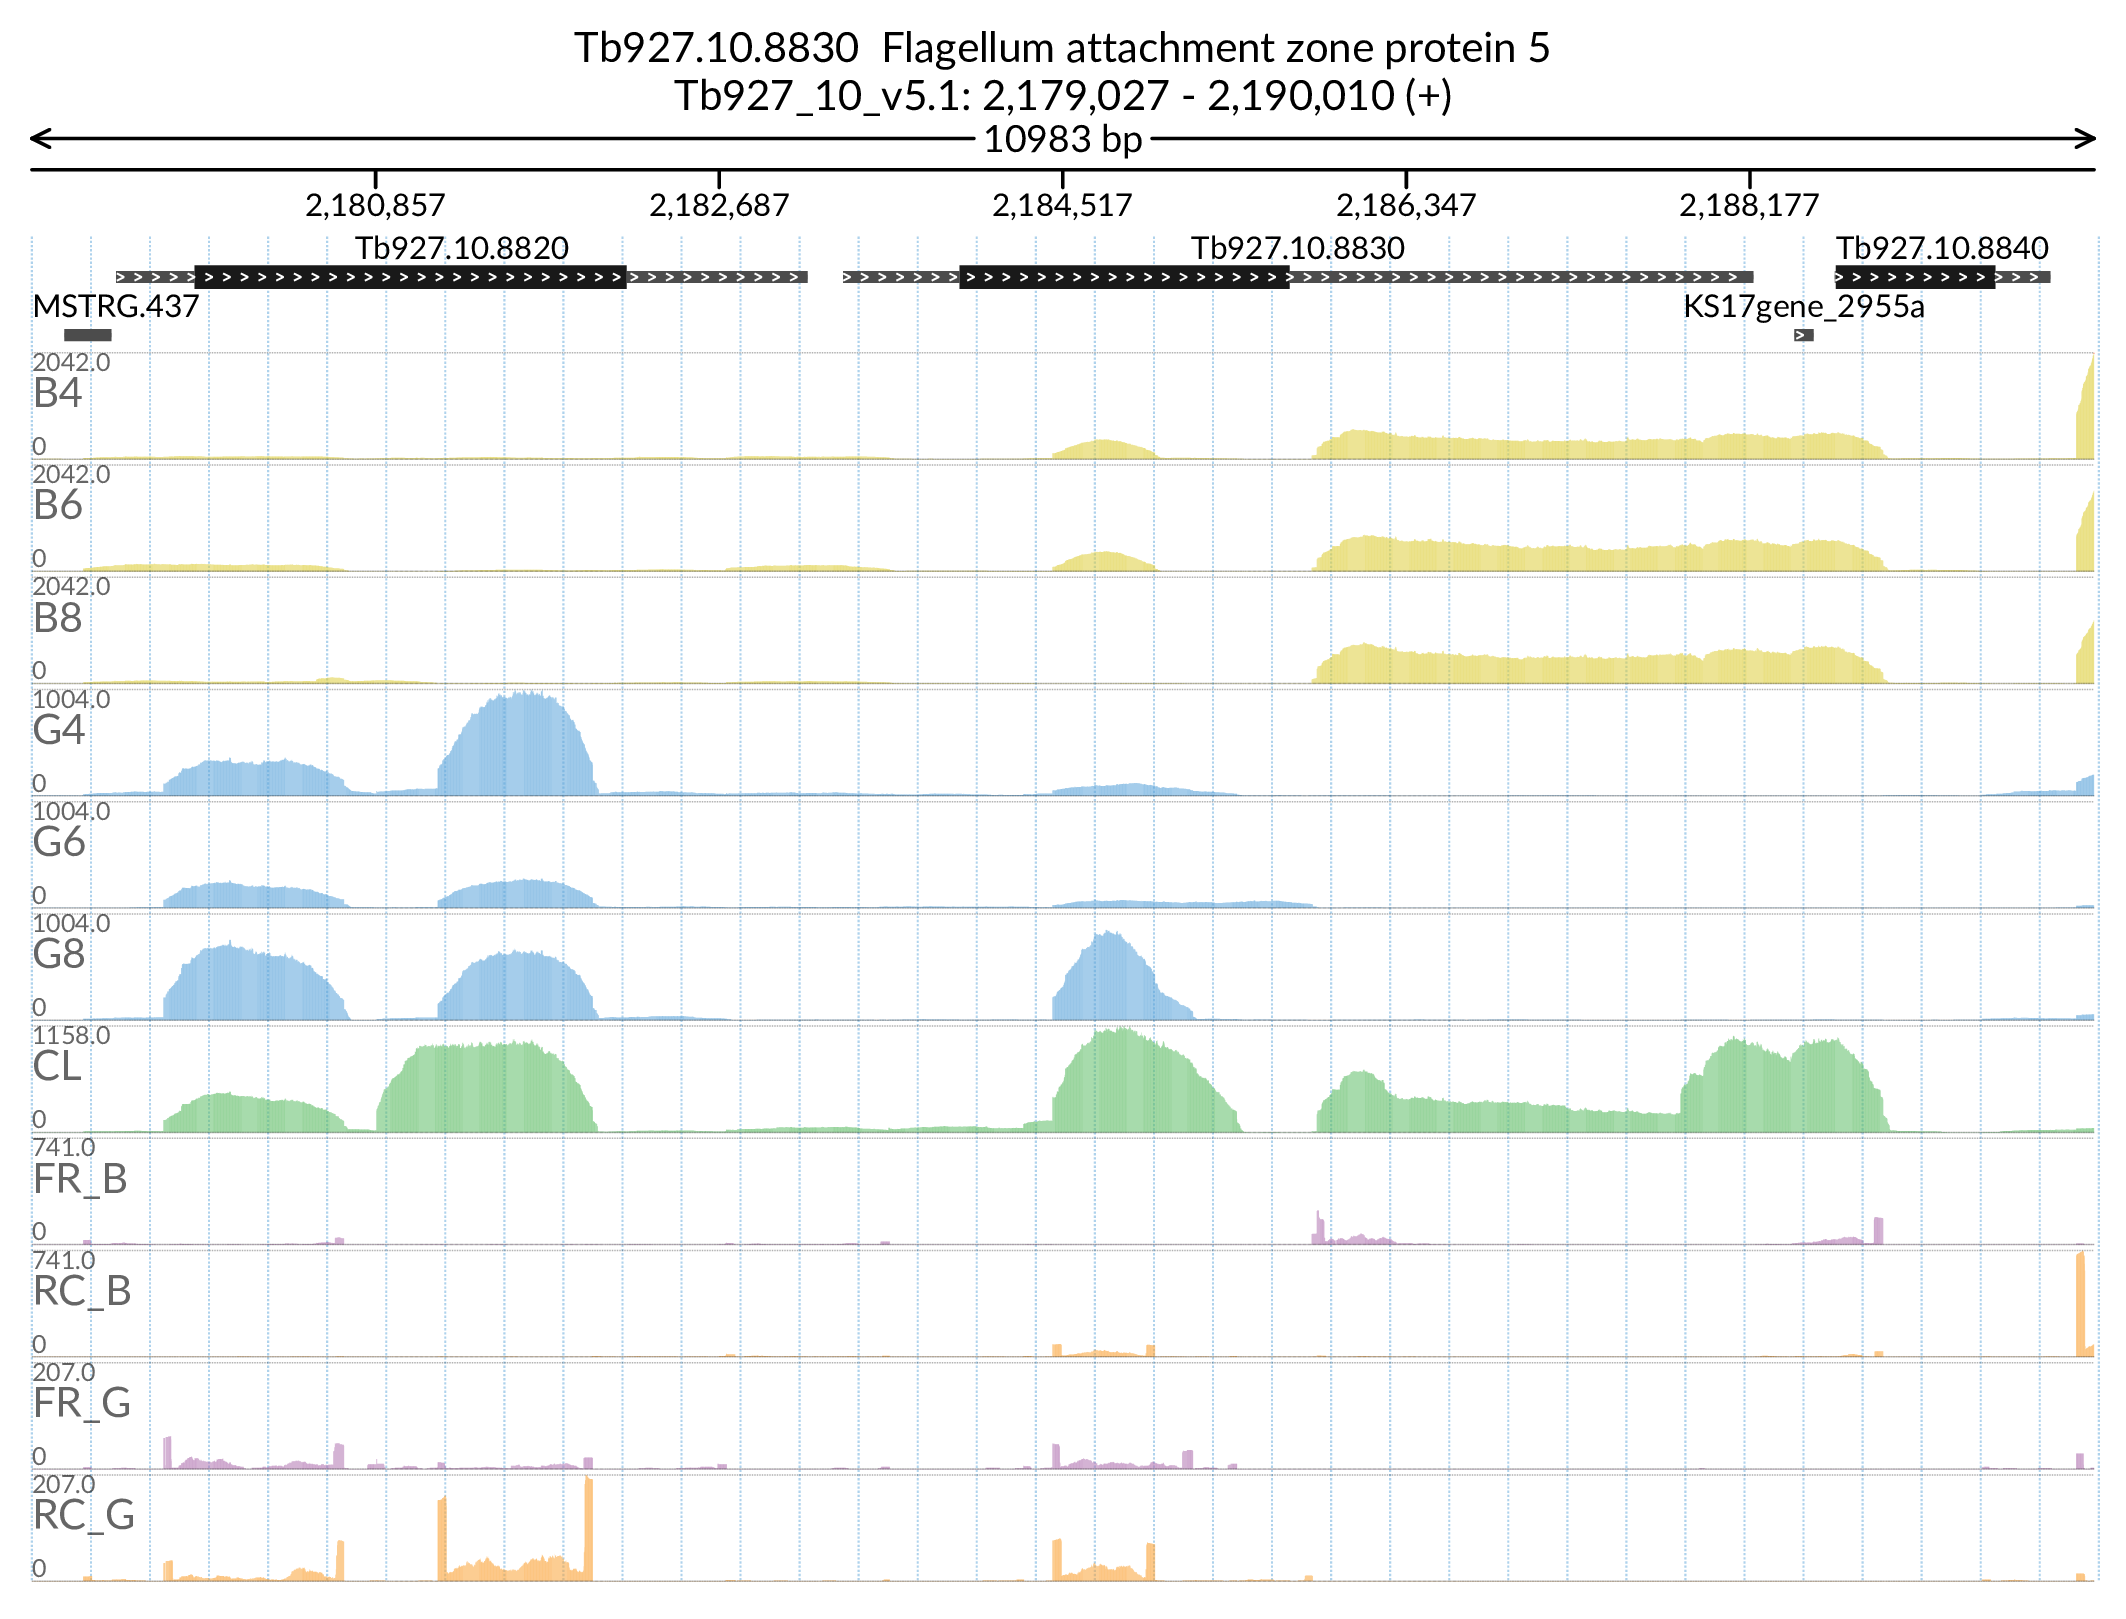 Tb927.10.8830 Flagellum attachment zone protein 5
Tb927_10_v5.1: 2,179,027 - 2,190,010 (+)
10983 bp
2,180,857 2,182,687 2,184,517 2,186,347 2,188,177
Tb927.10.8820 Tb927.10.8830 Tb927.10.8840
MSTRG.437 KS17gene_2955a
2042.0
B4
0
2042.0
B6
0
2042.0
B8
0
1004.0
G4
0
1004.0
G6
0
1004.0
G8
0
1158.0
CL
0
741.0
FR_B
0
741.0
RC_B
0
207.0
FR_G
0
207.0
RC_G
0